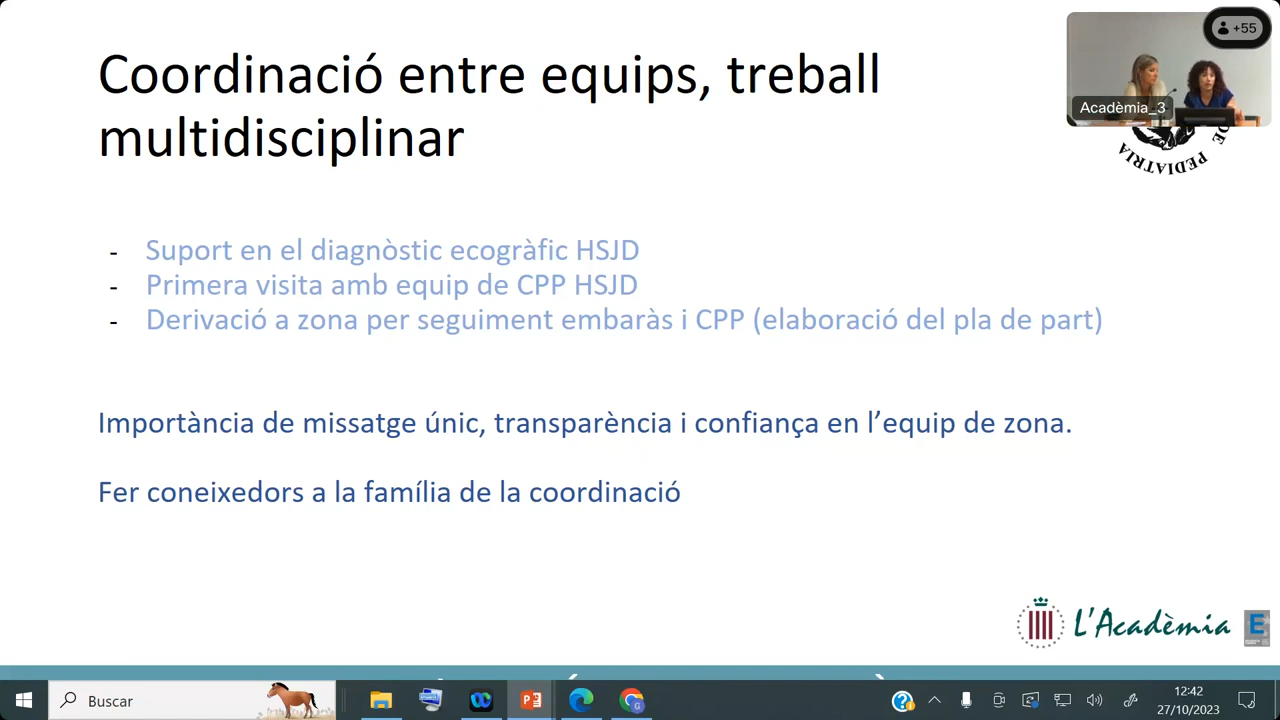 +55
Acadèmia_3
DE PEDIATRIA
Coordinació entre equips, treball
multidisciplinar
- Suport en el diagnòstic ecogràfic HSJD
- Primera visita amb equip de CPP HSJD
- Derivació a zona per seguiment embaràs i CPP (elaboració del pla de part)
Importància de missatge únic, transparència i confiança en l’equip de zona.
Fer coneixedors a la família de la coordinació
L'Acadèmia
E
Buscar
12:42
27/10/2023